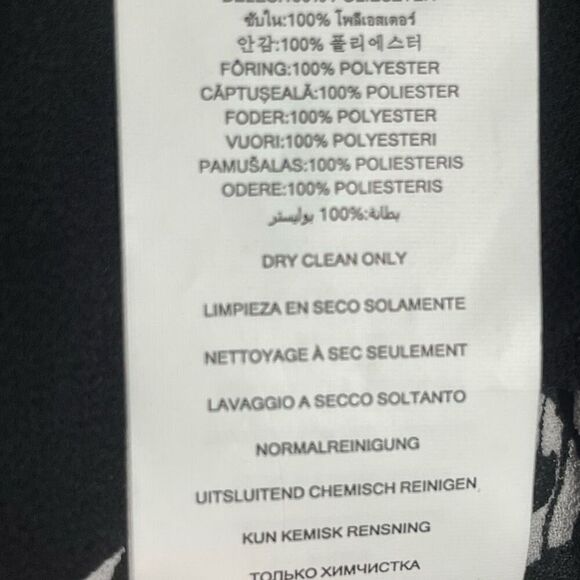 ซับใน:100% โพลีเอสเตอร์
안감:100% 폴리에스터
FÔRING:100% POLYESTER
CĂPTUȘEALĂ:100% POLIESTER
FODER:100% POLYESTER
VUORI:100% POLYESTERI
PAMUŠALAS:100% POLIESTERIS
ODERE:100% POLIESTERIS
بطانة:100% بوليستر
DRY CLEAN ONLY
LIMPIEZA EN SECO SOLAMENTE
NETTOYAGE À SEC SEULEMENT
LAVAGGIO A SECCO SOLTANTO
NORMALREINIGUNG
UITSLUITEND CHEMISCH REINIGEN
KUN KEMISK RENSNING
ТОЛЬКО ХИМЧИСТКА